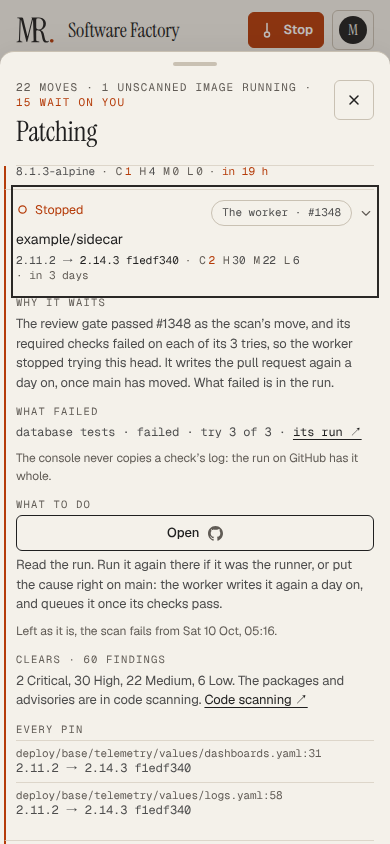 MR. Software Factory Stop M
22 MOVES · 1 UNSCANNED IMAGE RUNNING ·
15 WAIT ON YOU
Patching
8.1.3-alpine · C 1 H 4 M 0 L 0 · in 19 h
Stopped The worker · #1348
example/sidecar
2.11.2 → 2.14.3 f1edf340 · C 2 H 30 M 22 L 6
· in 3 days
WHY IT WAITS
The review gate passed #1348 as the scan's move, and its
required checks failed on each of its 3 tries, so the worker
stopped trying this head. It writes the pull request again a
day on, once main has moved. What failed is in the run.
WHAT FAILED
database tests · failed · try 3 of 3 · its run ↗
The console never copies a check's log: the run on GitHub has it
whole.
WHAT TO DO
Open
Read the run. Run it again there if it was the runner, or put
the cause right on main: the worker writes it again a day on,
and queues it once its checks pass.
Left as it is, the scan fails from Sat 10 Oct, 05:16.
CLEARS · 60 FINDINGS
2 Critical, 30 High, 22 Medium, 6 Low. The packages and
advisories are in code scanning. Code scanning ↗
EVERY PIN
deploy/base/telemetry/values/dashboards.yaml:31
2.11.2 → 2.14.3 f1edf340
deploy/base/telemetry/values/logs.yaml:58
2.11.2 → 2.14.3 f1edf340